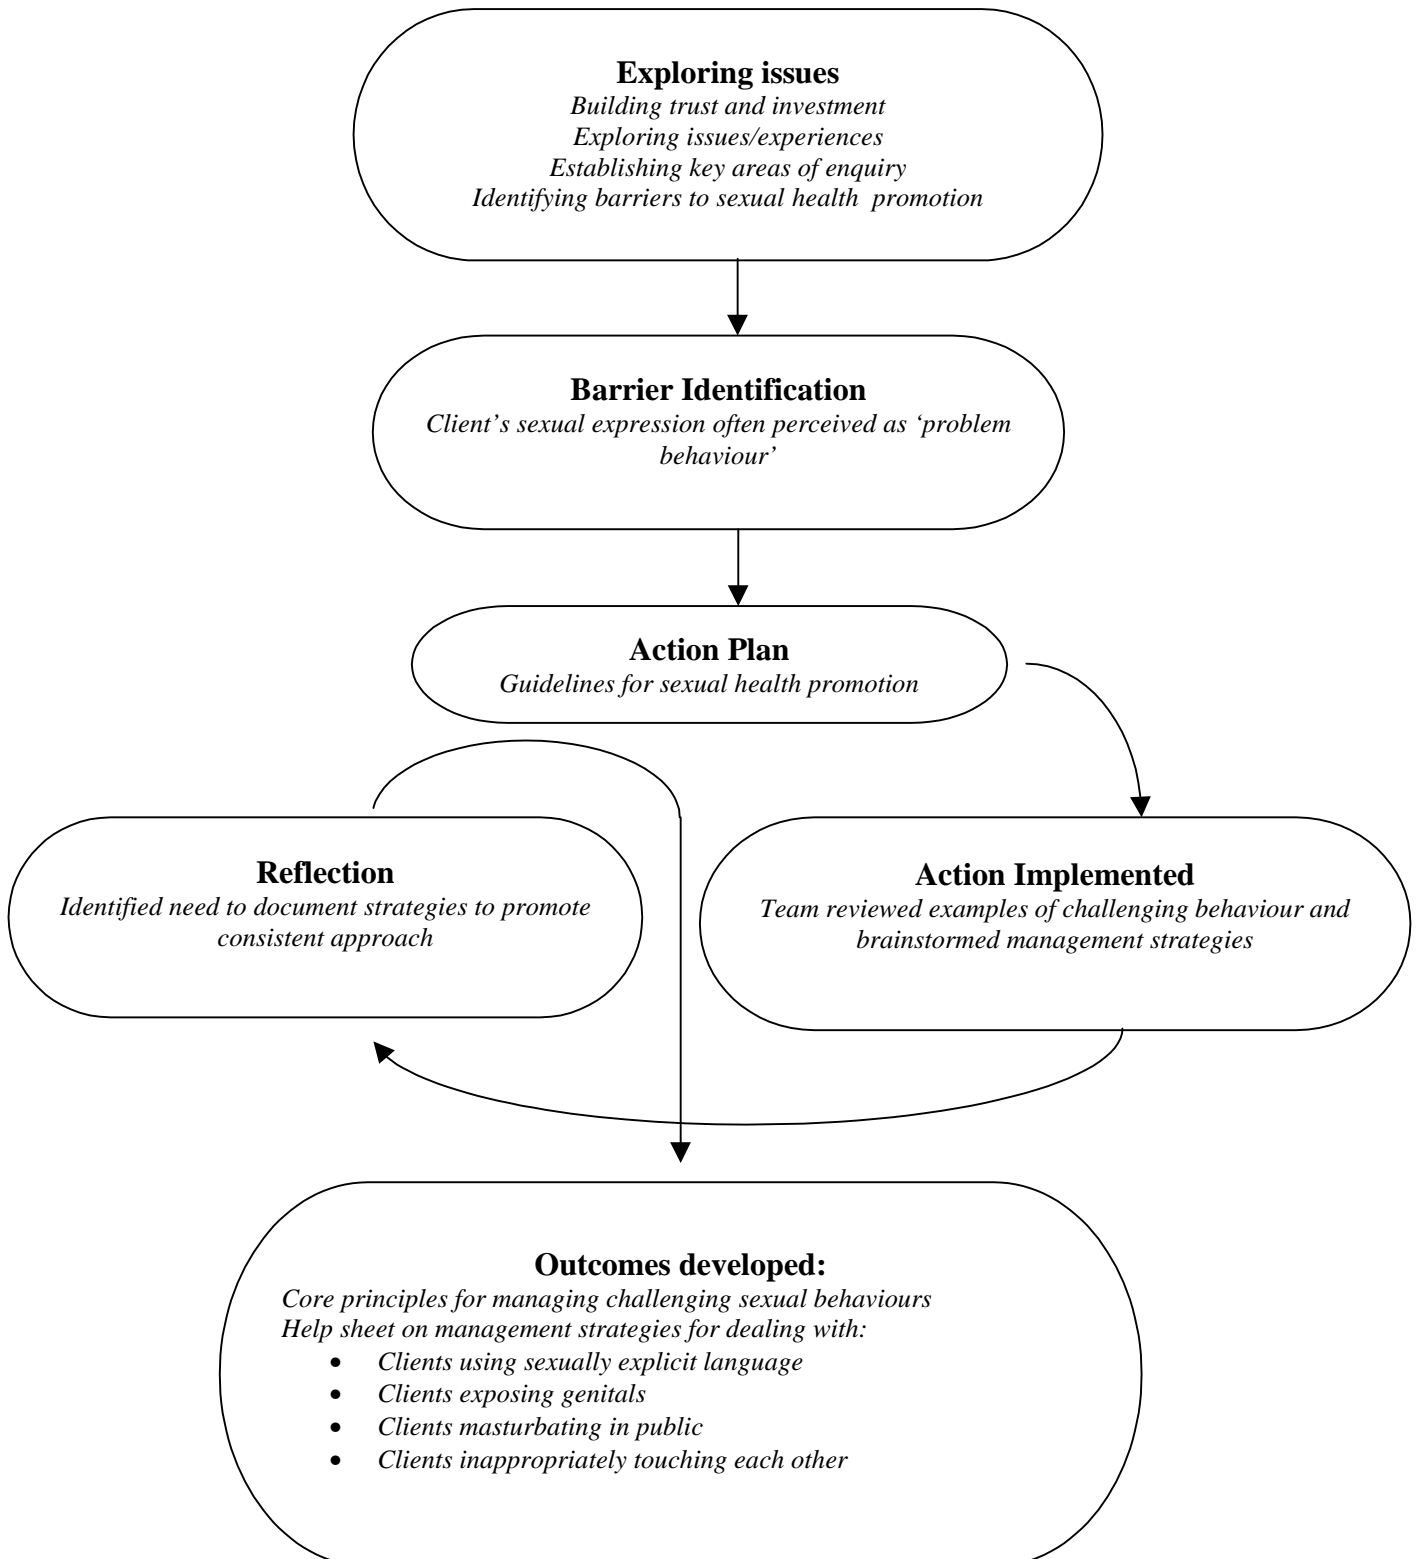 Exploring issues
Building trust and investment
Exploring issues/experiences
Establishing key areas of enquiry
Identifying barriers to sexual health promotion
Barrier Identification
Client’s sexual expression often perceived as ‘problem
behaviour’
Action Plan
Guidelines for sexual health promotion
Reflection
Identified need to document strategies to promote
consistent approach
Action Implemented
Team reviewed examples of challenging behaviour and
brainstormed management strategies
Outcomes developed:
Core principles for managing challenging sexual behaviours
Help sheet on management strategies for dealing with:
• Clients using sexually explicit language
• Clients exposing genitals
• Clients masturbating in public
• Clients inappropriately touching each other